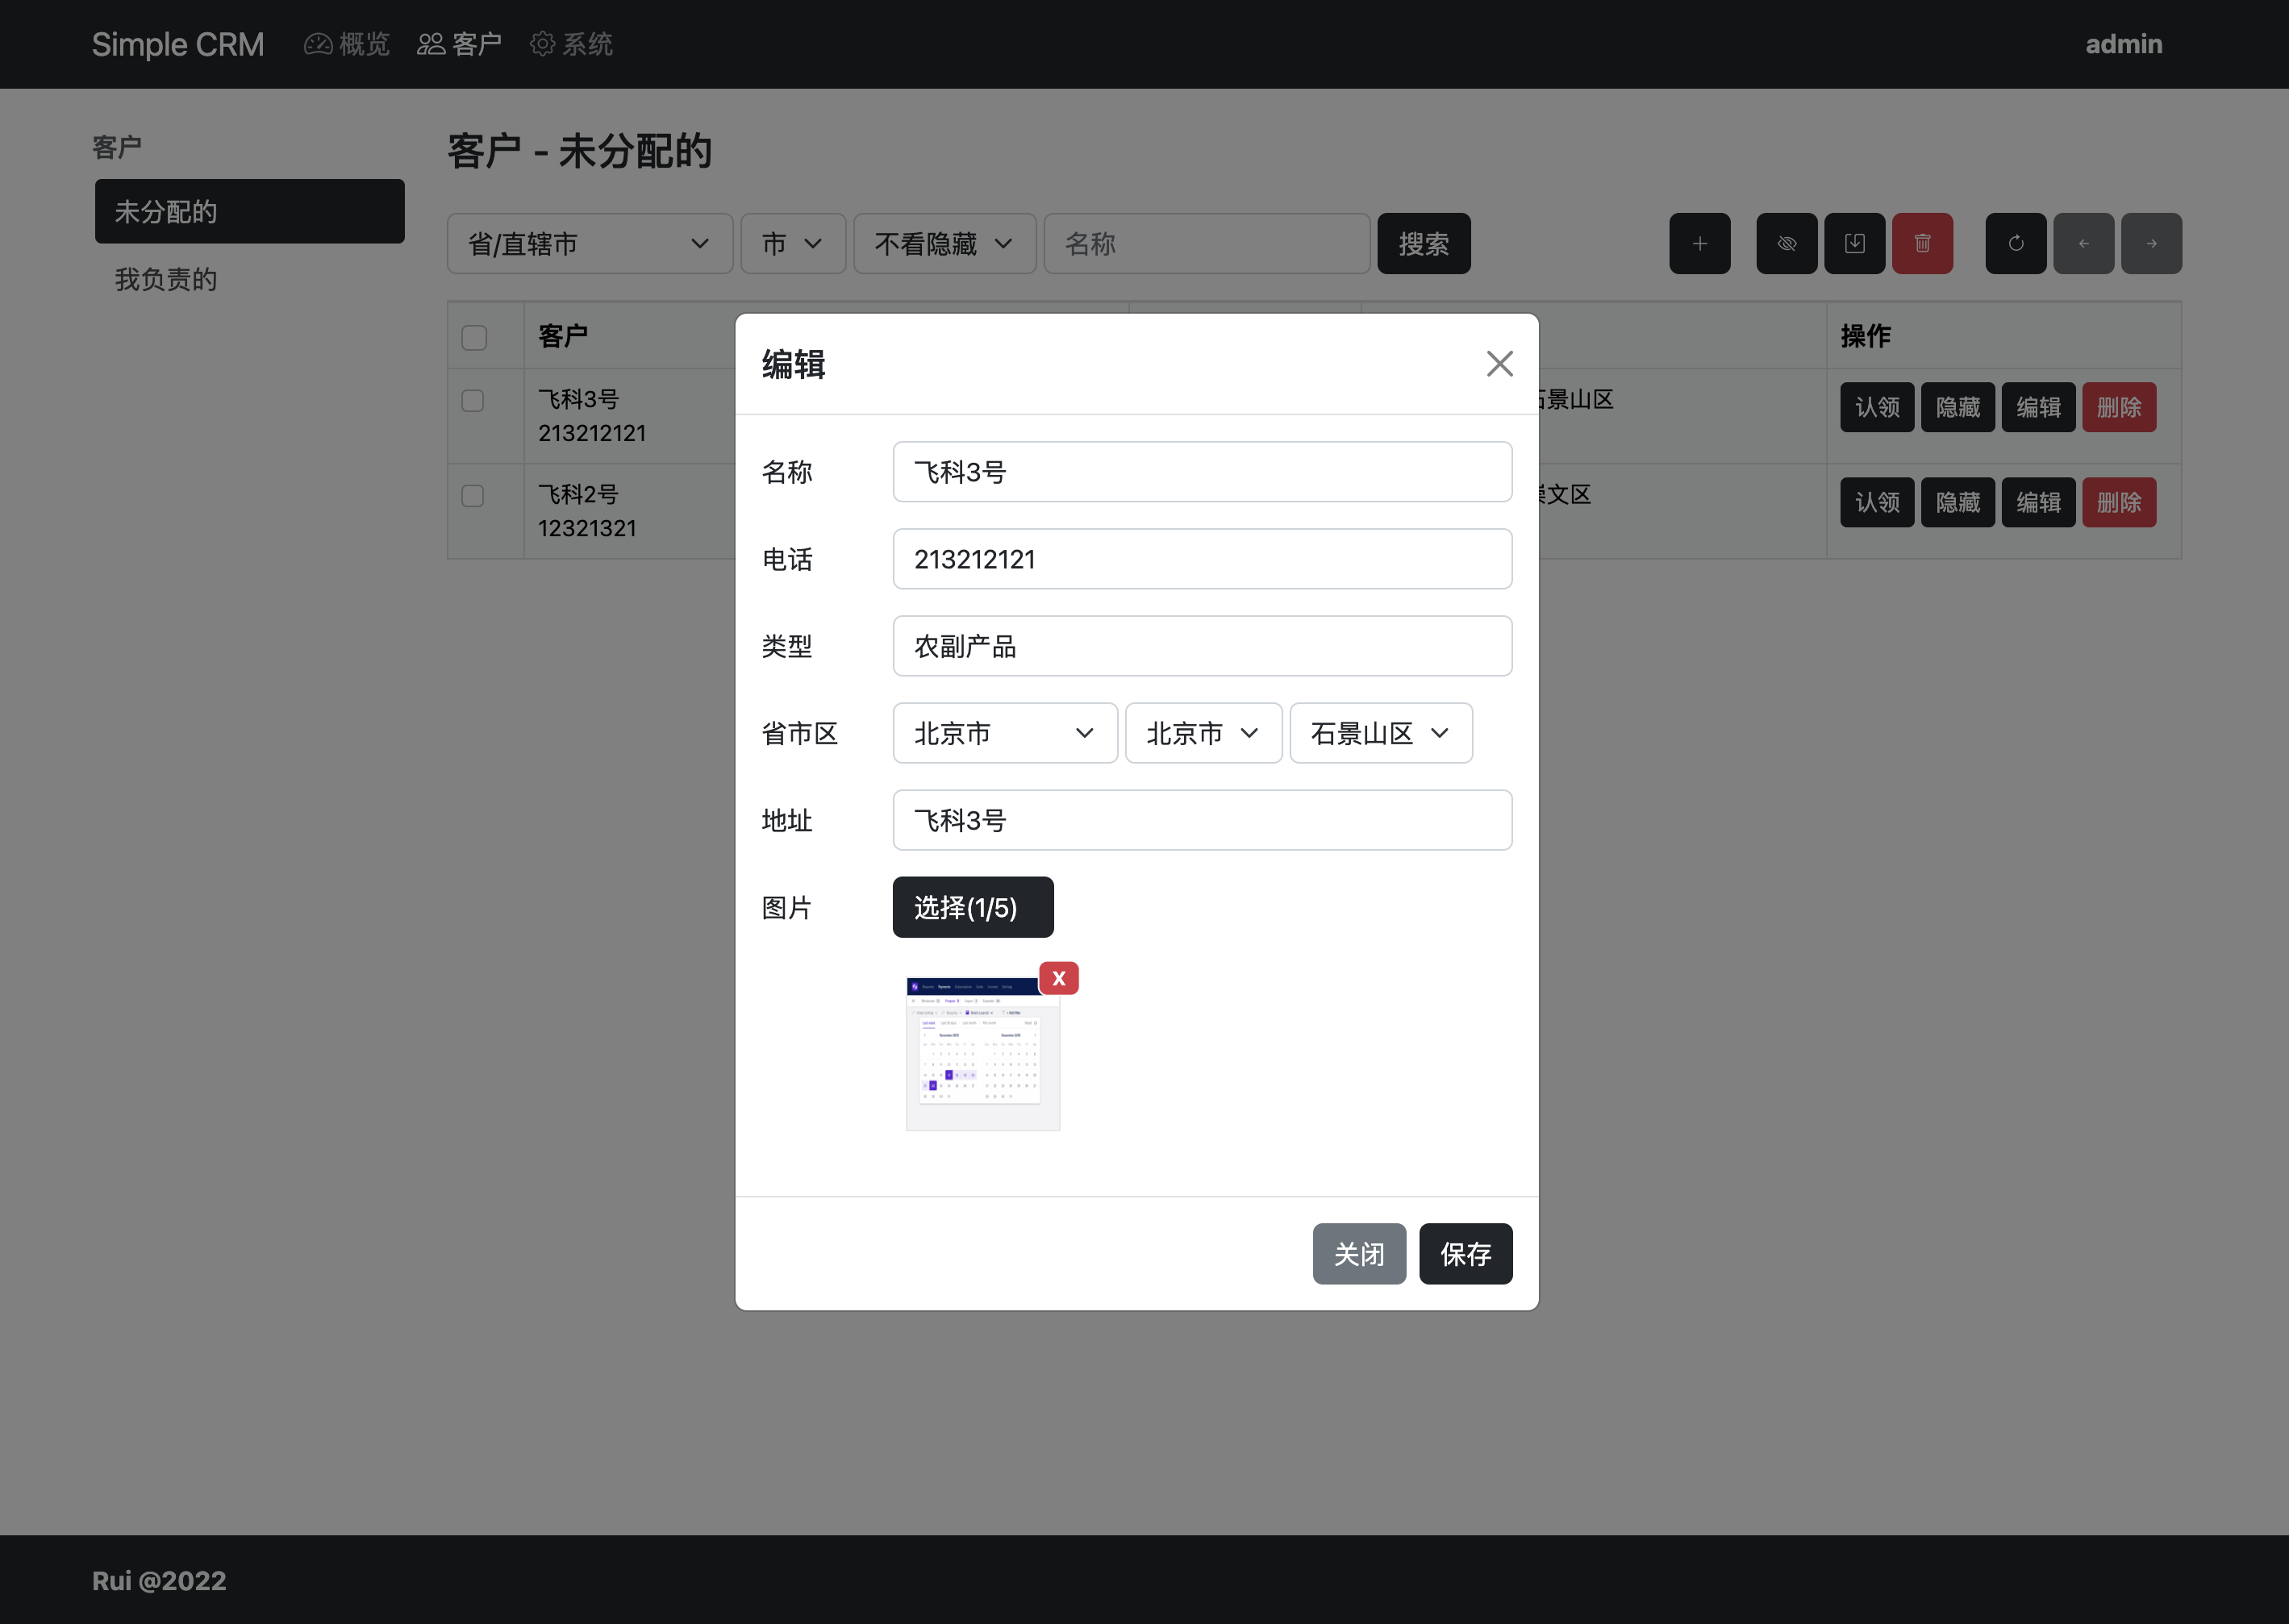 Simple CRM 概览 客户 系统 admin
客户
未分配的
我负责的
客户 - 未分配的
省/直辖市 市 不看隐藏 名称 搜索
客户 操作
飞科3号 石景山区 认领 隐藏 编辑 删除
213212121
飞科2号 崇文区 认领 隐藏 编辑 删除
12321321
编辑
名称 飞科3号
电话 213212121
类型 农副产品
省市区 北京市 北京市 石景山区
地址 飞科3号
图片 选择(1/5)
X
关闭 保存
Rui @2022